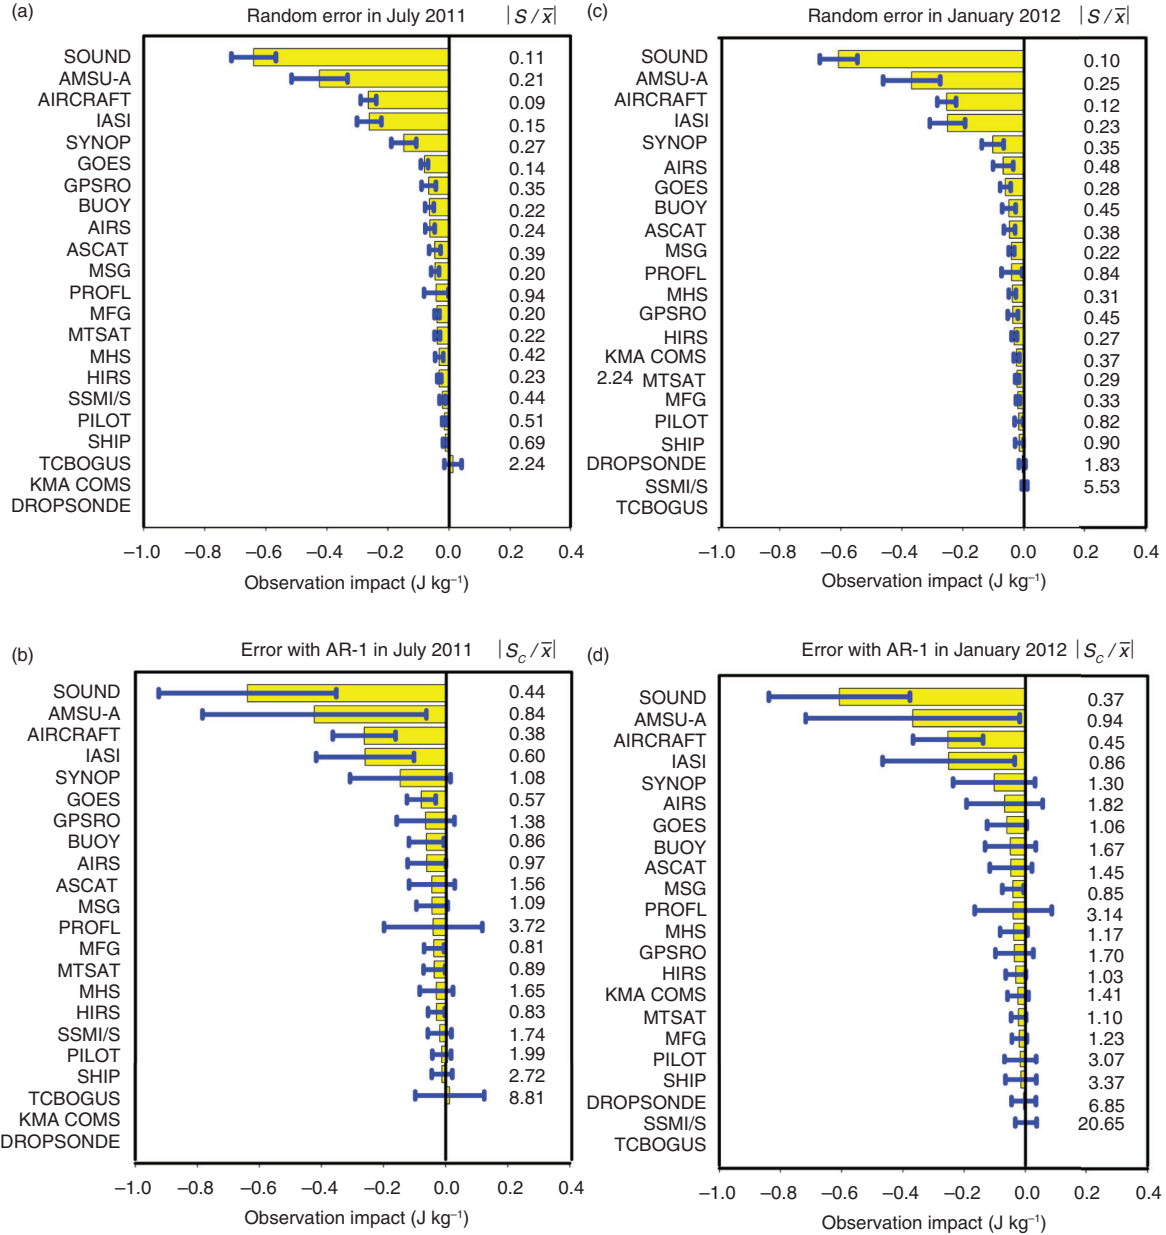 (a) Random error in July 2011 | S / x̅ |
SOUND 0.11
AMSU-A 0.21
AIRCRAFT 0.09
IASI 0.15
SYNOP 0.27
GOES 0.14
GPSRO 0.35
BUOY 0.22
AIRS 0.24
ASCAT 0.39
MSG 0.20
PROFL 0.94
MFG 0.20
MTSAT 0.22
MHS 0.42
HIRS 0.23
SSMI/S 0.44
PILOT 0.51
SHIP 0.69
TCBOGUS 2.24
KMA COMS
DROPSONDE
−1.0 −0.8 −0.6 −0.4 −0.2 0.0 0.2 0.4
Observation impact (J kg⁻¹)
(c) Random error in January 2012 | S / x̅ |
SOUND 0.10
AMSU-A 0.25
AIRCRAFT 0.12
IASI 0.23
SYNOP 0.35
AIRS 0.48
GOES 0.28
BUOY 0.45
ASCAT 0.38
MSG 0.22
PROFL 0.84
MHS 0.31
GPSRO 0.45
HIRS 0.27
KMA COMS 0.37
2.24 MTSAT 0.29
MFG 0.33
PILOT 0.82
SHIP 0.90
DROPSONDE 1.83
SSMI/S 5.53
TCBOGUS
−1.0 −0.8 −0.6 −0.4 −0.2 0.0 0.2 0.4
Observation impact (J kg⁻¹)
(b) Error with AR-1 in July 2011 | S_C / x̅ |
SOUND 0.44
AMSU-A 0.84
AIRCRAFT 0.38
IASI 0.60
SYNOP 1.08
GOES 0.57
GPSRO 1.38
BUOY 0.86
AIRS 0.97
ASCAT 1.56
MSG 1.09
PROFL 3.72
MFG 0.81
MTSAT 0.89
MHS 1.65
HIRS 0.83
SSMI/S 1.74
PILOT 1.99
SHIP 2.72
TCBOGUS 8.81
KMA COMS
DROPSONDE
−1.0 −0.8 −0.6 −0.4 −0.2 0.0 0.2 0.4
Observation impact (J kg⁻¹)
(d) Error with AR-1 in January 2012 | S_C / x̅ |
SOUND 0.37
AMSU-A 0.94
AIRCRAFT 0.45
IASI 0.86
SYNOP 1.30
AIRS 1.82
GOES 1.06
BUOY 1.67
ASCAT 1.45
MSG 0.85
PROFL 3.14
MHS 1.17
GPSRO 1.70
HIRS 1.03
KMA COMS 1.41
MTSAT 1.10
MFG 1.23
PILOT 3.07
SHIP 3.37
DROPSONDE 6.85
SSMI/S 20.65
TCBOGUS
−1.0 −0.8 −0.6 −0.4 −0.2 0.0 0.2 0.4
Observation impact (J kg⁻¹)